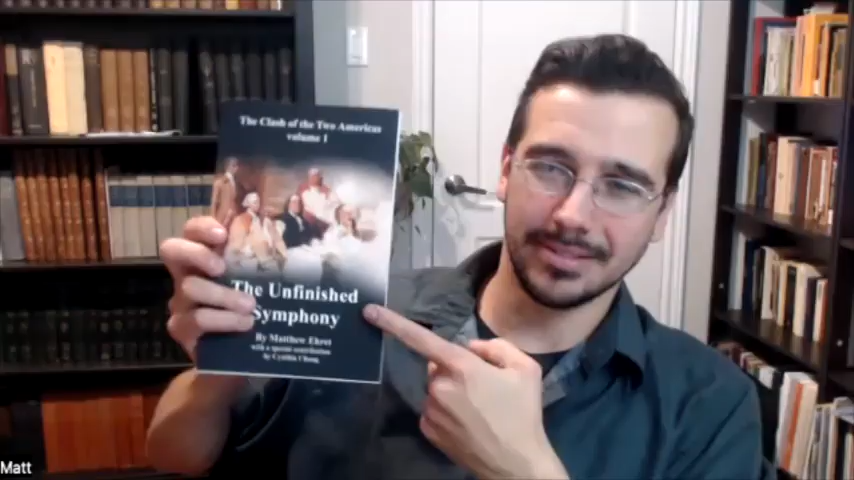 The Clash of the Two Americas
volume 1
The Unfinished
Symphony
By Matthew Ehret
with a special contribution
by Cynthia Chung
Matt